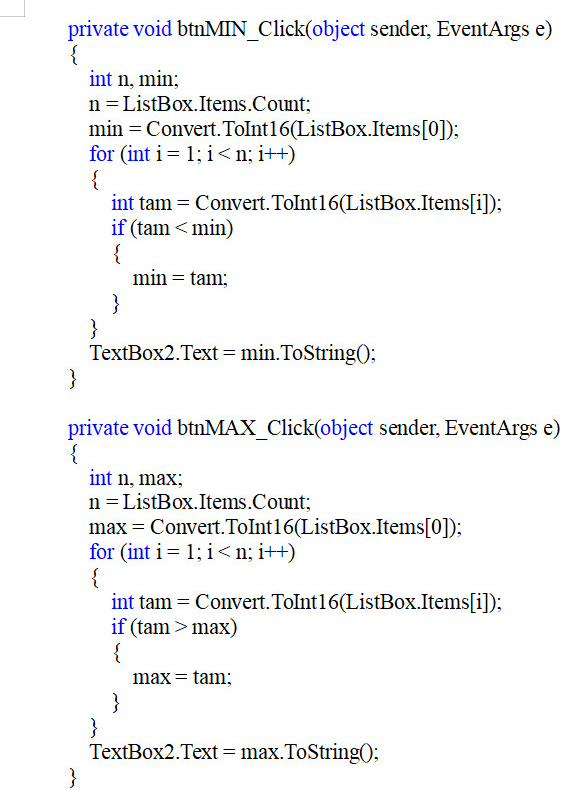 private void btnMIN_Click(object sender, EventArgs e)
{
int n, min;
n = ListBox.Items.Count;
min = Convert.ToInt16(ListBox.Items[0]);
for (int i = 1; i < n; i++)
{
int tam = Convert.ToInt16(ListBox.Items[i]);
if (tam < min)
{
min = tam;
}
}
TextBox2.Text = min.ToString();
}
private void btnMAX_Click(object sender, EventArgs e)
{
int n, max;
n = ListBox.Items.Count;
max = Convert.ToInt16(ListBox.Items[0]);
for (int i = 1; i < n; i++)
{
int tam = Convert.ToInt16(ListBox.Items[i]);
if (tam > max)
{
max = tam;
}
}
TextBox2.Text = max.ToString();
}